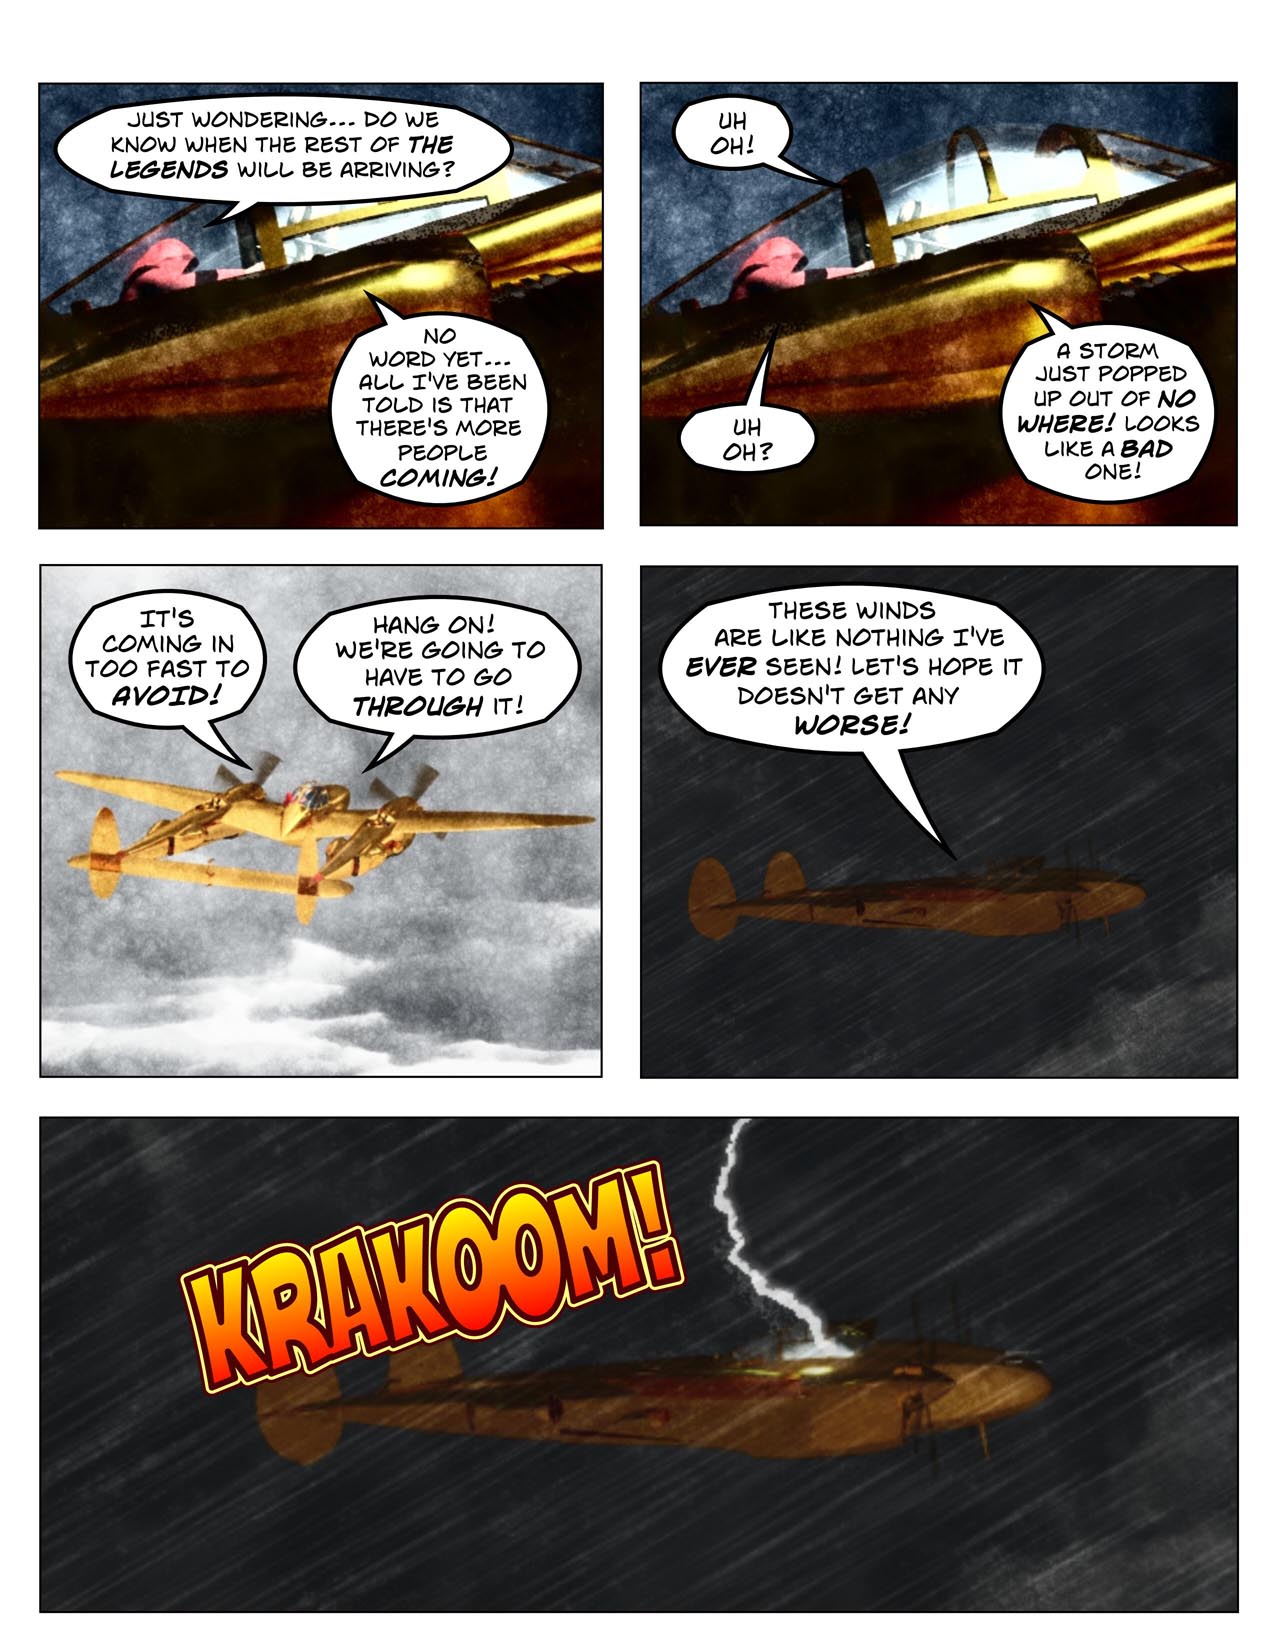 JUST WONDERING... DO WE
KNOW WHEN THE REST OF THE
LEGENDS WILL BE ARRIVING?
NO
WORD YET...
ALL I'VE BEEN
TOLD IS THAT
THERE'S MORE
PEOPLE
COMING!
UH
OH!
UH
OH?
A STORM
JUST POPPED
UP OUT OF NO
WHERE! LOOKS
LIKE A BAD
ONE!
IT'S
COMING IN
TOO FAST TO
AVOID!
HANG ON!
WE'RE GOING TO
HAVE TO GO
THROUGH IT!
THESE WINDS
ARE LIKE NOTHING I'VE
EVER SEEN! LET'S HOPE IT
DOESN'T GET ANY
WORSE!
KRAKOOM!